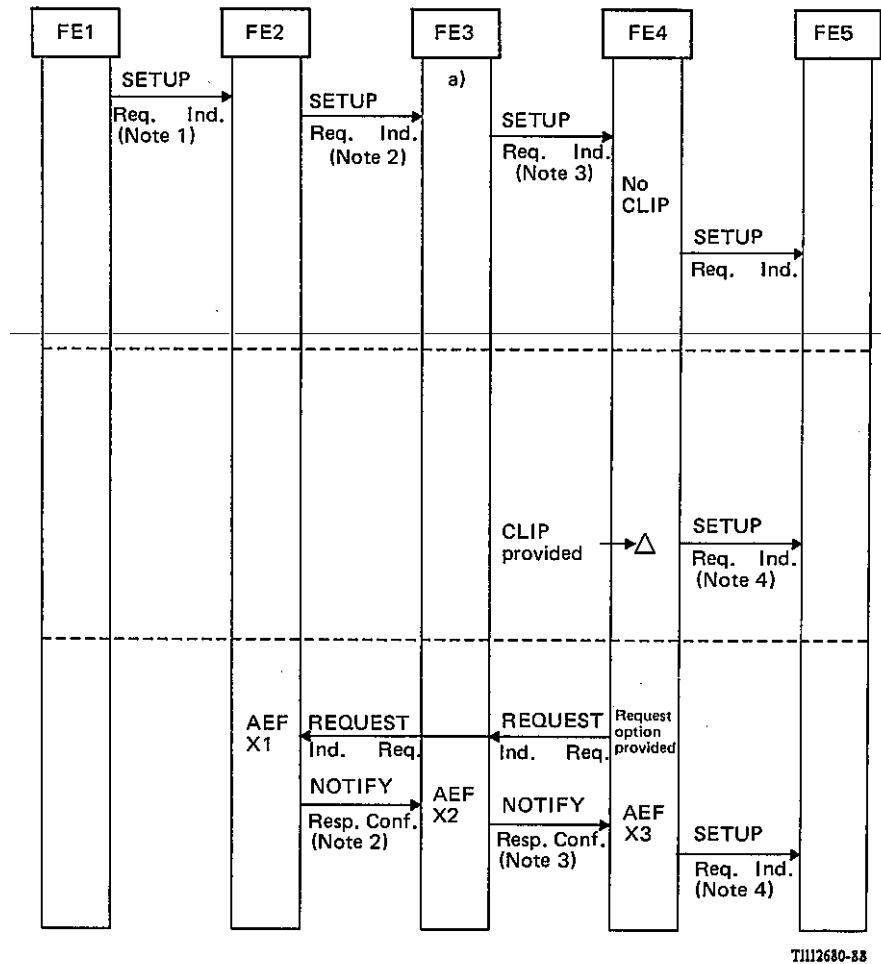 FE1 FE2 FE3 FE4 FE5
a)
SETUP
Req. Ind.
(Note 1)
SETUP
Req. Ind.
(Note 2)
SETUP
Req. Ind.
(Note 3)
No
CLIP
SETUP
Req. Ind.
CLIP
provided
SETUP
Req. Ind.
(Note 4)
AEF
X1
REQUEST
Ind. Req.
REQUEST
Ind. Req.
Request
option
provided
NOTIFY
Resp. Conf.
(Note 2)
AEF
X2
NOTIFY
Resp. Conf.
(Note 3)
AEF
X3
SETUP
Req. Ind.
(Note 4)
T1112680-88